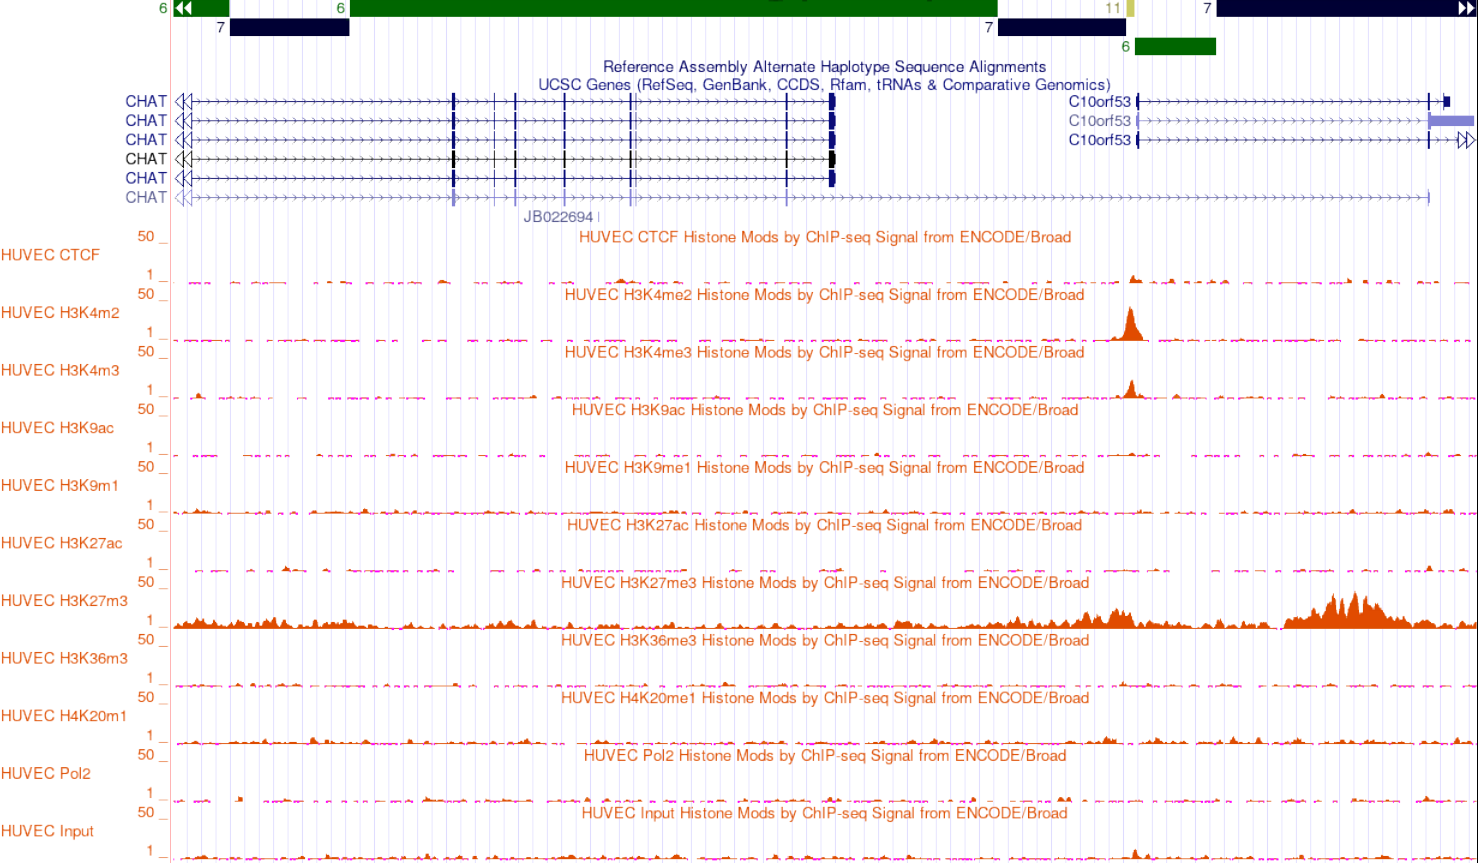 6 6 11 7
7 7
6
Reference Assembly Alternate Haplotype Sequence Alignments
UCSC Genes (RefSeq, GenBank, CCDS, Rfam, tRNAs & Comparative Genomics)
CHAT C10orf53
CHAT C10orf53
CHAT C10orf53
CHAT
CHAT
CHAT
JB022694
50 _ HUVEC CTCF Histone Mods by ChIP-seq Signal from ENCODE/Broad
HUVEC CTCF
1 _
50 _ HUVEC H3K4me2 Histone Mods by ChIP-seq Signal from ENCODE/Broad
HUVEC H3K4m2
1 _
50 _ HUVEC H3K4me3 Histone Mods by ChIP-seq Signal from ENCODE/Broad
HUVEC H3K4m3
1 _
50 _ HUVEC H3K9ac Histone Mods by ChIP-seq Signal from ENCODE/Broad
HUVEC H3K9ac
1 _
50 _ HUVEC H3K9me1 Histone Mods by ChIP-seq Signal from ENCODE/Broad
HUVEC H3K9m1
1 _
50 _ HUVEC H3K27ac Histone Mods by ChIP-seq Signal from ENCODE/Broad
HUVEC H3K27ac
1 _
50 _ HUVEC H3K27me3 Histone Mods by ChIP-seq Signal from ENCODE/Broad
HUVEC H3K27m3
1 _
50 _ HUVEC H3K36me3 Histone Mods by ChIP-seq Signal from ENCODE/Broad
HUVEC H3K36m3
1 _
50 _ HUVEC H4K20me1 Histone Mods by ChIP-seq Signal from ENCODE/Broad
HUVEC H4K20m1
1 _
50 _ HUVEC Pol2 Histone Mods by ChIP-seq Signal from ENCODE/Broad
HUVEC Pol2
1 _
50 _ HUVEC Input Histone Mods by ChIP-seq Signal from ENCODE/Broad
HUVEC Input
1 _